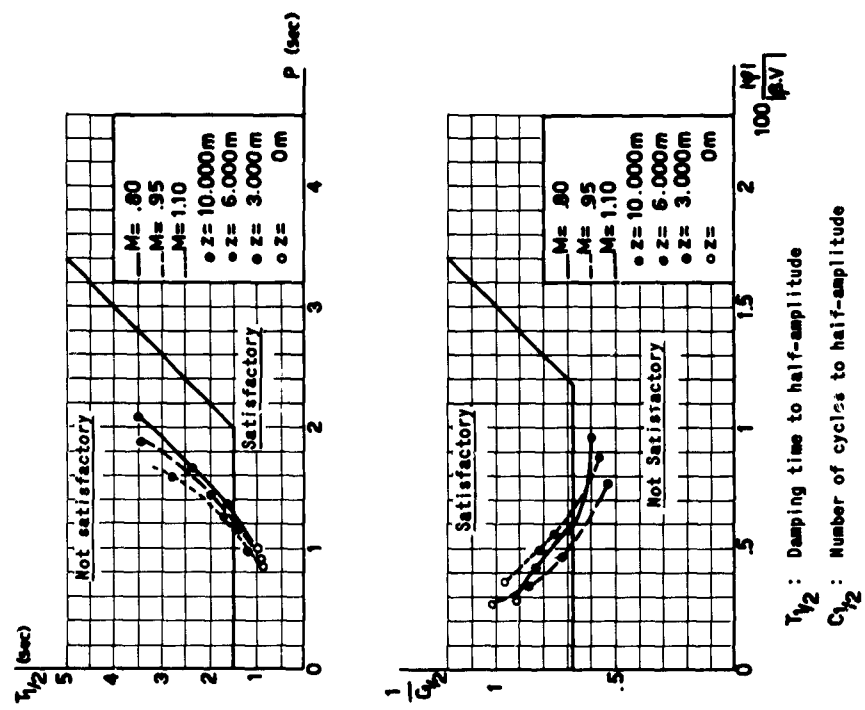 T1/2 (sec)
5
4
3
2
1
0
1
2
3
4
P (sec)
Not satisfactory
Satisfactory
M= .80
M= .95
M=1.10
z=10.000m
z= 6.000m
z= 3.000m
z= 0m
1/C1/2
1
.5
0
.5
1
1.5
2
100 |φ|/|β.V|
Satisfactory
Not Satisfactory
M= .80
M= .95
M=1.10
z=10.000m
z= 6.000m
z= 3.000m
z= 0m
T1/2 : Damping time to half-amplitude
C1/2 : Number of cycles to half-amplitude